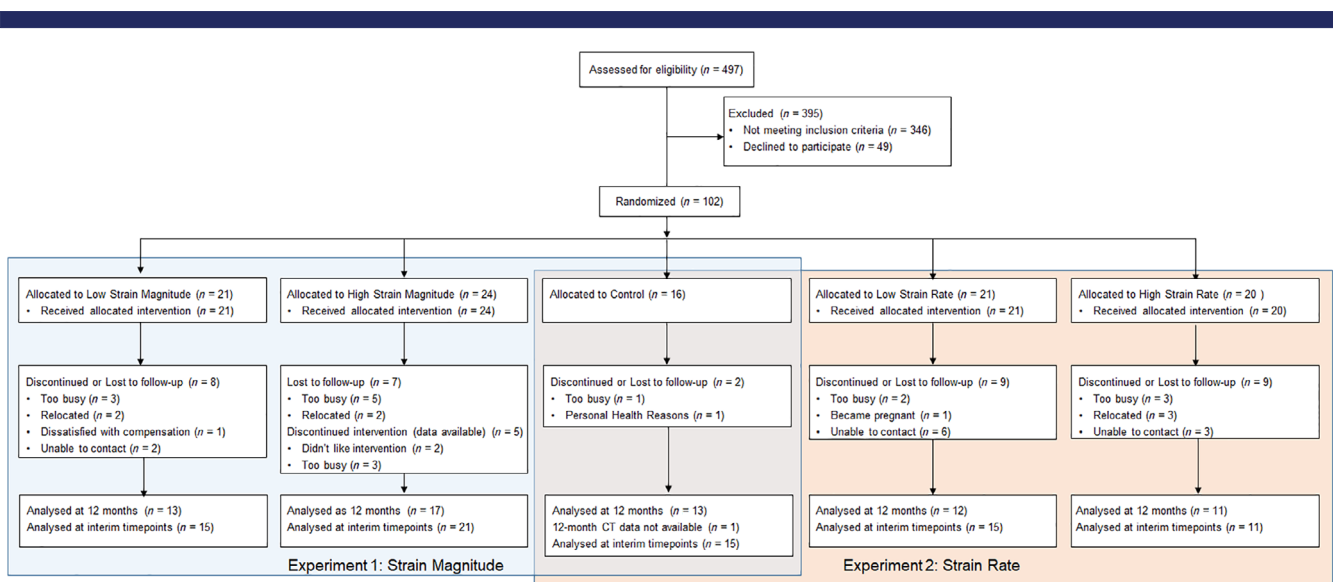 Assessed for eligibility (n = 497)
Excluded (n = 395)
• Not meeting inclusion criteria (n = 346)
• Declined to participate (n = 49)
Randomized (n = 102)
Allocated to Low Strain Magnitude (n = 21)
• Received allocated intervention (n = 21)
Allocated to High Strain Magnitude (n = 24)
• Received allocated intervention (n = 24)
Allocated to Control (n = 16)
Allocated to Low Strain Rate (n = 21)
• Received allocated intervention (n = 21)
Allocated to High Strain Rate (n = 20 )
• Received allocated intervention (n = 20)
Discontinued or Lost to follow-up (n = 8)
• Too busy (n = 3)
• Relocated (n = 2)
• Dissatisfied with compensation (n = 1)
• Unable to contact (n = 2)
Lost to follow-up (n = 7)
• Too busy (n = 5)
• Relocated (n = 2)
Discontinued intervention (data available) (n = 5)
• Didn't like intervention (n = 2)
• Too busy (n = 3)
Discontinued or Lost to follow-up (n = 2)
• Too busy (n = 1)
• Personal Health Reasons (n = 1)
Discontinued or Lost to follow-up (n = 9)
• Too busy (n = 2)
• Became pregnant (n = 1)
• Unable to contact (n = 6)
Discontinued or Lost to follow-up (n = 9)
• Too busy (n = 3)
• Relocated (n = 3)
• Unable to contact (n = 3)
Analysed at 12 months (n = 13)
Analysed at interim timepoints (n = 15)
Analysed as 12 months (n = 17)
Analysed at interim timepoints (n = 21)
Analysed at 12 months (n = 13)
12-month CT data not available (n = 1)
Analysed at interim timepoints (n = 15)
Analysed at 12 months (n = 12)
Analysed at interim timepoints (n = 15)
Analysed at 12 months (n = 11)
Analysed at interim timepoints (n = 11)
Experiment 1: Strain Magnitude
Experiment 2: Strain Rate